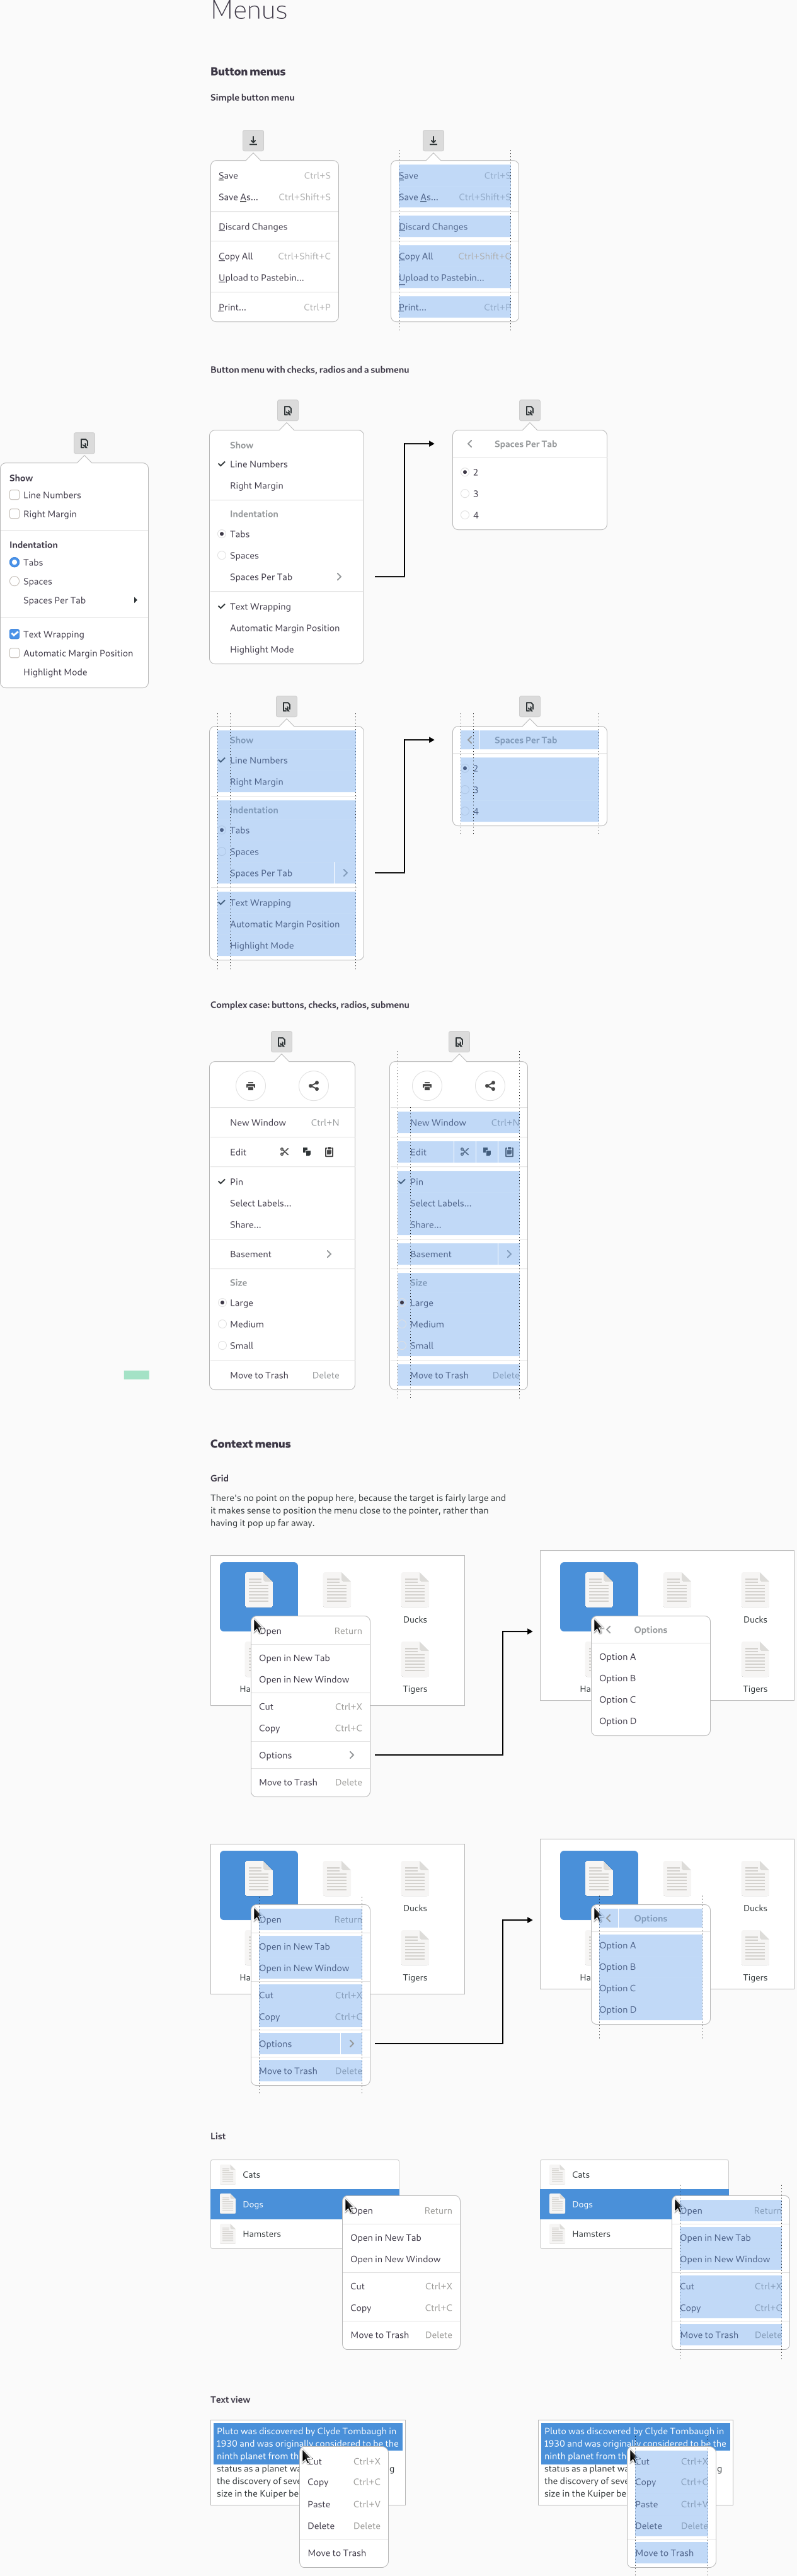 Menus
Button menus
Simple button menu
Save Ctrl+S
Save As... Ctrl+Shift+S
Discard Changes
Copy All Ctrl+Shift+C
Upload to Pastebin...
Print... Ctrl+P
Save Ctrl+S
Save As... Ctrl+Shift+S
Discard Changes
Copy All Ctrl+Shift+C
Upload to Pastebin...
Print... Ctrl+P
Button menu with checks, radios and a submenu
Show
Line Numbers
Right Margin
Indentation
Tabs
Spaces
Spaces Per Tab
Text Wrapping
Automatic Margin Position
Highlight Mode
Show
Line Numbers
Right Margin
Indentation
Tabs
Spaces
Spaces Per Tab
Text Wrapping
Automatic Margin Position
Highlight Mode
Spaces Per Tab
2
3
4
Show
Line Numbers
Right Margin
Indentation
Tabs
Spaces
Spaces Per Tab
Text Wrapping
Automatic Margin Position
Highlight Mode
Spaces Per Tab
2
3
4
Complex case: buttons, checks, radios, submenu
New Window Ctrl+N
Edit
Pin
Select Labels...
Share...
Basement
Size
Large
Medium
Small
Move to Trash Delete
New Window Ctrl+N
Edit
Pin
Select Labels...
Share...
Basement
Size
Large
Medium
Small
Move to Trash Delete
Context menus
Grid
There's no point on the popup here, because the target is fairly large and
it makes sense to position the menu close to the pointer, rather than
having it pop up far away.
Ducks
Ha
Tigers
Open Return
Open in New Tab
Open in New Window
Cut Ctrl+X
Copy Ctrl+C
Options
Move to Trash Delete
Ducks
Ha
Tigers
Options
Option A
Option B
Option C
Option D
Ducks
Ha
Tigers
Open Return
Open in New Tab
Open in New Window
Cut Ctrl+X
Copy Ctrl+C
Options
Move to Trash Delete
Ducks
Ha
Tigers
Options
Option A
Option B
Option C
Option D
List
Cats
Dogs
Hamsters
Open Return
Open in New Tab
Open in New Window
Cut Ctrl+X
Copy Ctrl+C
Move to Trash Delete
Cats
Dogs
Hamsters
Open Return
Open in New Tab
Open in New Window
Cut Ctrl+X
Copy Ctrl+C
Move to Trash Delete
Text view
Pluto was discovered by Clyde Tombaugh in
1930 and was originally considered to be the
ninth planet from th
status as a planet wa g
the discovery of seve
size in the Kuiper be
Cut Ctrl+X
Copy Ctrl+C
Paste Ctrl+V
Delete Delete
Move to Trash
Pluto was discovered by Clyde Tombaugh in
1930 and was originally considered to be the
ninth planet from th
status as a planet wa g
the discovery of seve
size in the Kuiper be
Cut Ctrl+X
Copy Ctrl+C
Paste Ctrl+V
Delete Delete
Move to Trash